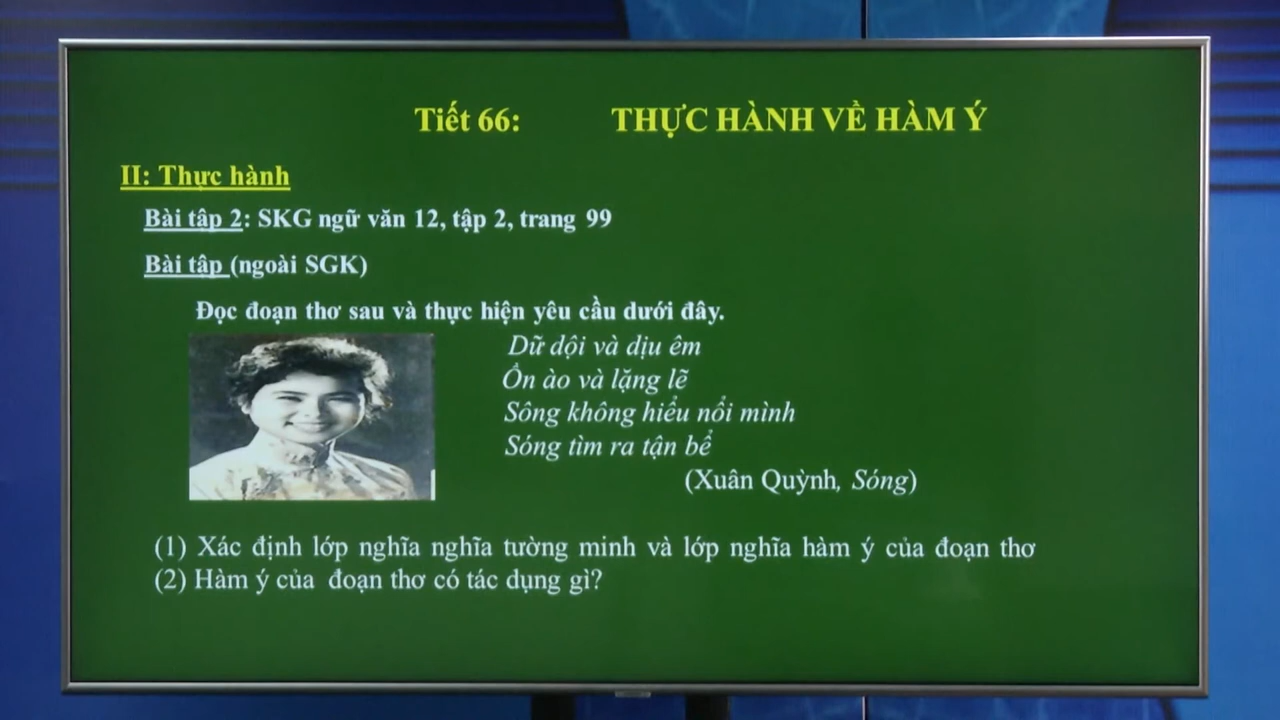 Tiết 66: THỰC HÀNH VỀ HÀM Ý
II: Thực hành
Bài tập 2: SKG ngữ văn 12, tập 2, trang 99
Bài tập (ngoài SGK)
Đọc đoạn thơ sau và thực hiện yêu cầu dưới đây.
Dữ dội và dịu êm
Ồn ào và lặng lẽ
Sông không hiểu nổi mình
Sóng tìm ra tận bể
(Xuân Quỳnh, Sóng)
(1) Xác định lớp nghĩa nghĩa tường minh và lớp nghĩa hàm ý của đoạn thơ
(2) Hàm ý của đoạn thơ có tác dụng gì?